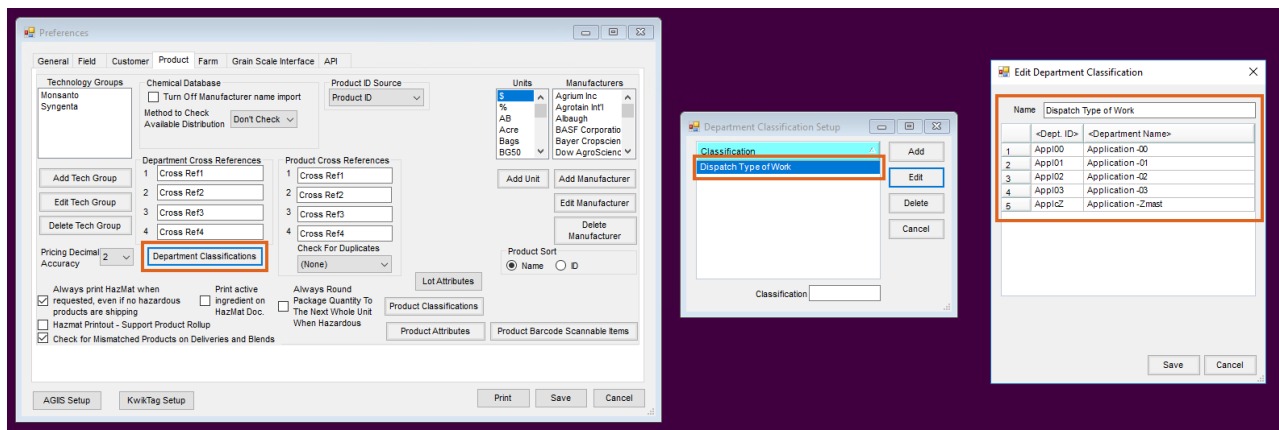 Preferences
General Field Customer Product Farm Grain Scale Interface API
Technology Groups
Monsanto
Syngenta
Add Tech Group
Edit Tech Group
Delete Tech Group
Pricing Decimal
Accuracy
2
Chemical Database
Turn Off Manufacturer name import
Method to Check
Available Distribution
Don't Check
Product ID Source
Product ID
Department Cross References
1 Cross Ref1
2 Cross Ref2
3 Cross Ref3
4 Cross Ref4
Department Classifications
Product Cross References
1 Cross Ref1
2 Cross Ref2
3 Cross Ref3
4 Cross Ref4
Check For Duplicates
(None)
Units
$
%
AB
Acre
Bags
BG50
Add Unit
Manufacturers
Agrium Inc
Agrotain Int'l
Albaugh
BASF Corporatio
Bayer Cropscien
Dow AgroScienc
Add Manufacturer
Edit Manufacturer
Delete
Manufacturer
Product Sort
Name ID
Always print HazMat when
requested, even if no hazardous
products are shipping
Print active
ingredient on
HazMat Doc.
Always Round
Package Quantity To
The Next Whole Unit
When Hazardous
Hazmat Printout - Support Product Rollup
Check for Mismatched Products on Deliveries and Blends
Lot Attributes
Product Classifications
Product Attributes
Product Barcode Scannable Items
AGIIS Setup
KwikTag Setup
Print
Save
Cancel
Department Classification Setup
Classification
Dispatch Type of Work
Add
Edit
Delete
Cancel
Classification
Edit Department Classification
Name Dispatch Type of Work
<Dept. ID> <Department Name>
1 Appl00 Application -00
2 Appl01 Application -01
3 Appl02 Application -02
4 Appl03 Application -03
5 ApplcZ Application -Zmast
Save
Cancel